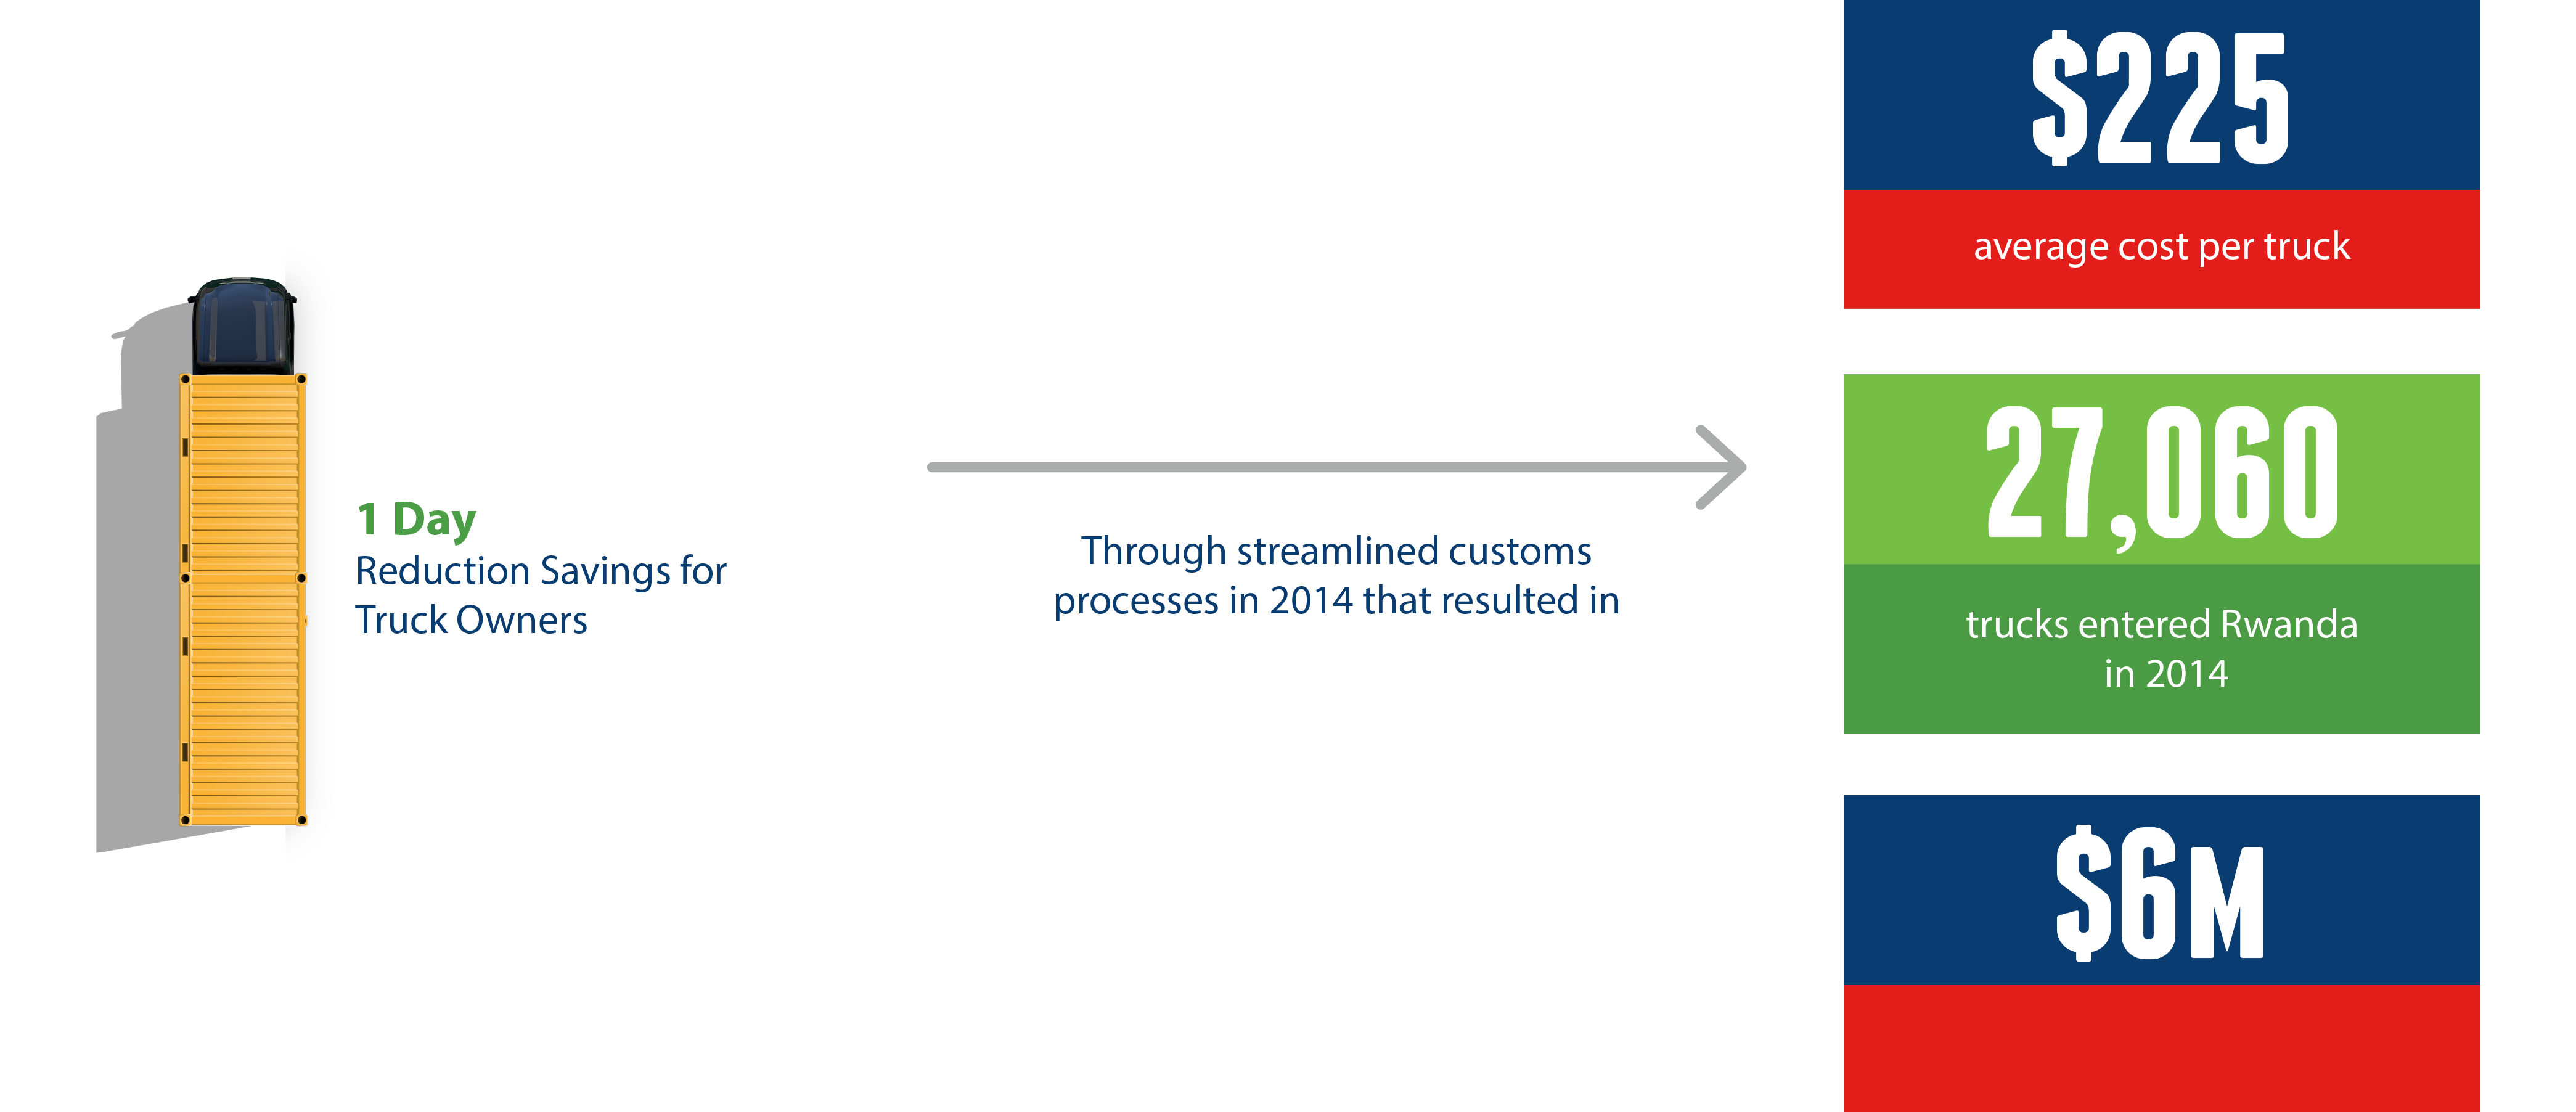 1 Day
Reduction Savings for
Truck Owners
Through streamlined customs
processes in 2014 that resulted in
$225
average cost per truck
27,060
trucks entered Rwanda
in 2014
$6M